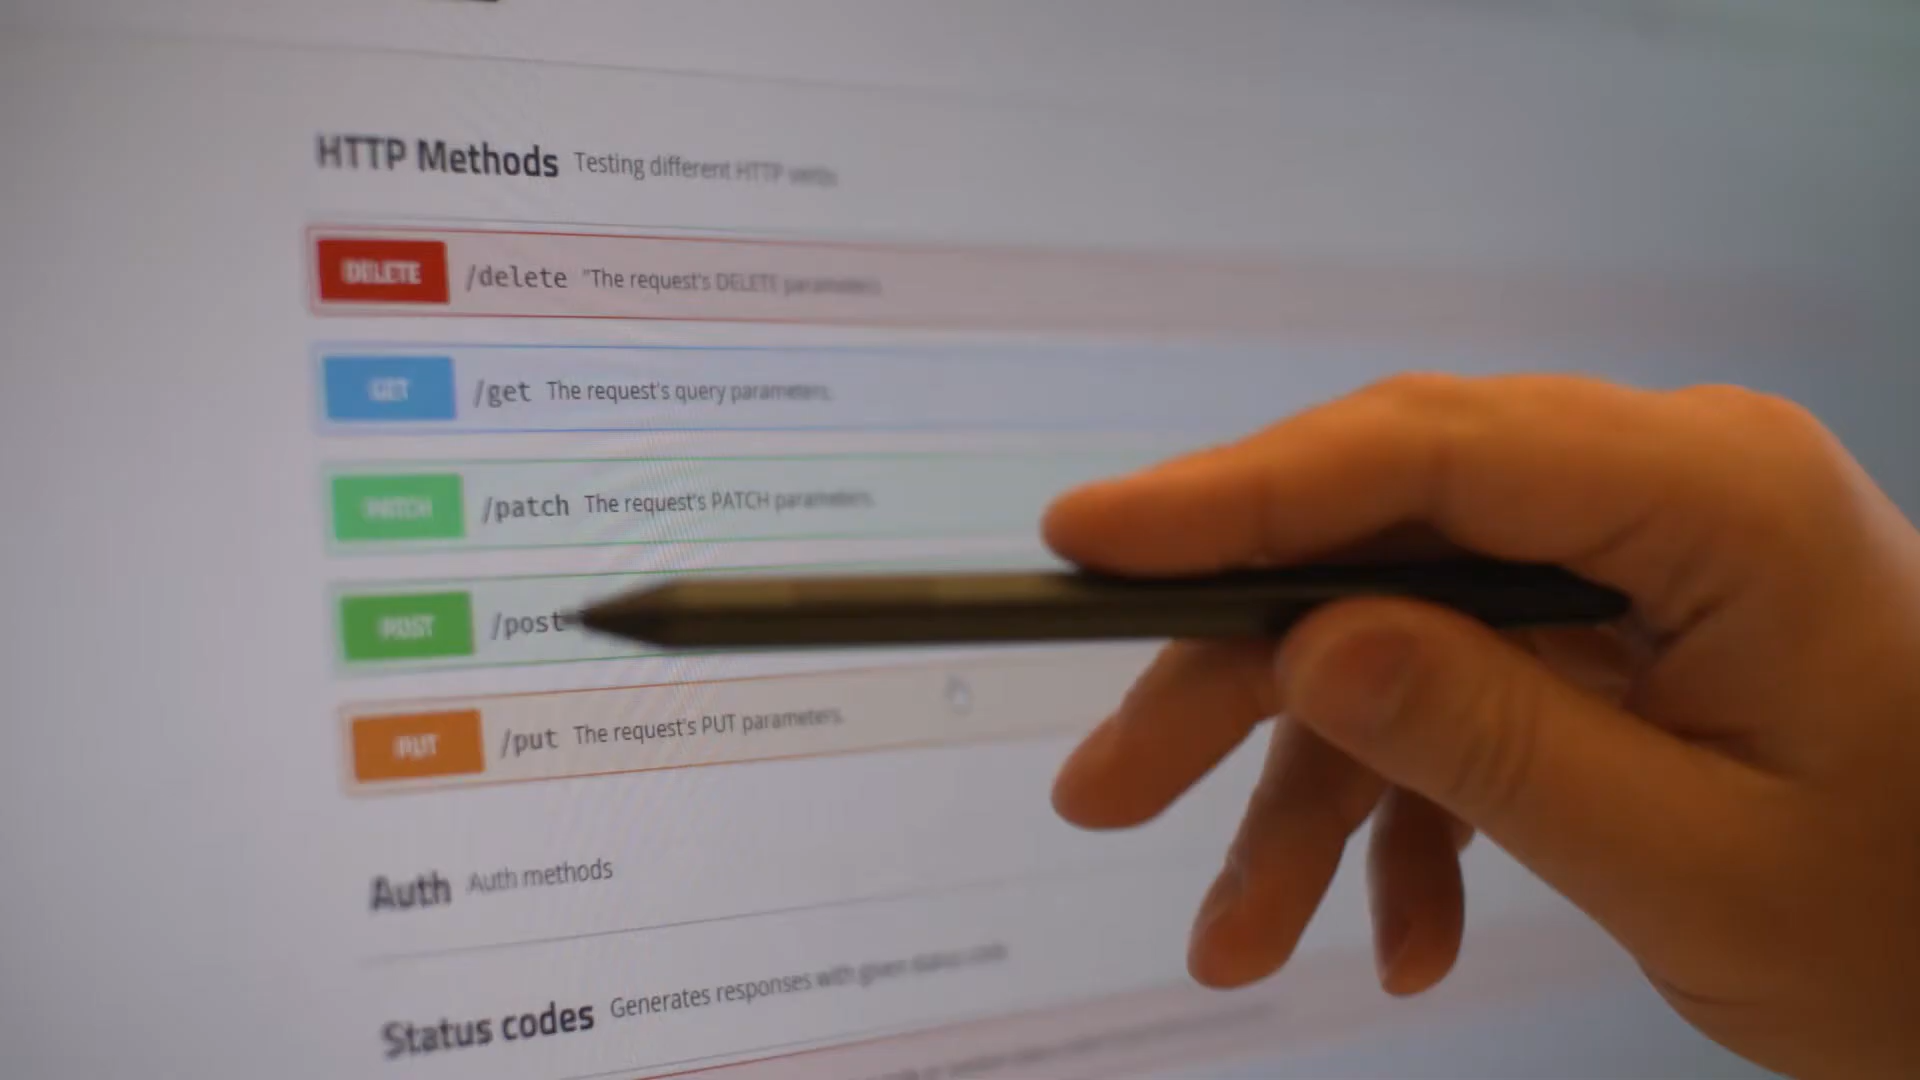 HTTP Methods Testing different HTTP verbs
DELETE /delete "The request's DELETE parameters.
GET /get The request's query parameters.
PATCH /patch The request's PATCH parameters.
POST /post
PUT /put The request's PUT parameters.
Auth Auth methods
Status codes Generates responses with given status code